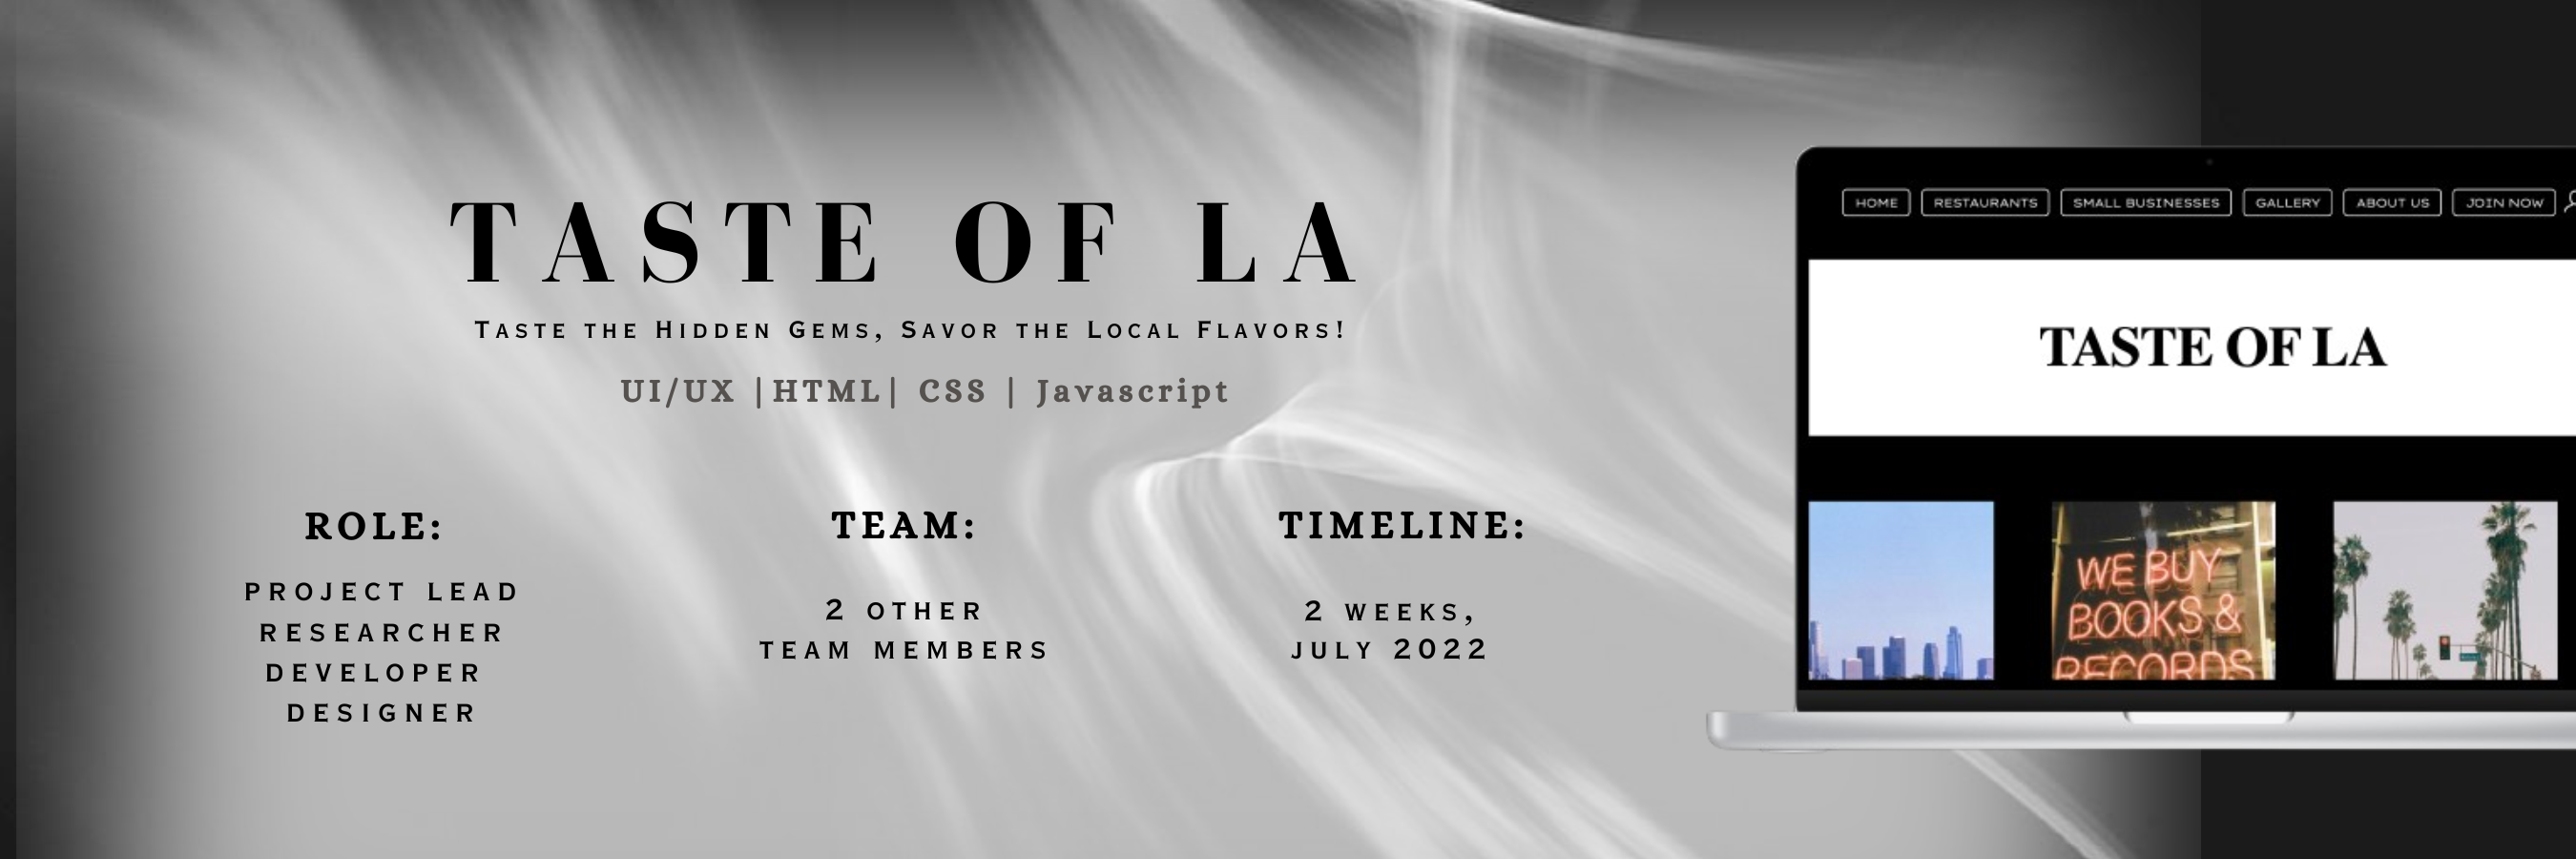 TASTE OF LA
Taste the Hidden Gems, Savor the Local Flavors!
UI/UX |HTML| CSS | Javascript
ROLE:
PROJECT LEAD
RESEARCHER
DEVELOPER
DESIGNER
TEAM:
2 OTHER
TEAM MEMBERS
TIMELINE:
2 WEEKS,
JULY 2022
HOME RESTAURANTS SMALL BUSINESSES GALLERY ABOUT US JOIN NOW
TASTE OF LA
WE BUY
BOOKS &
RECORDS